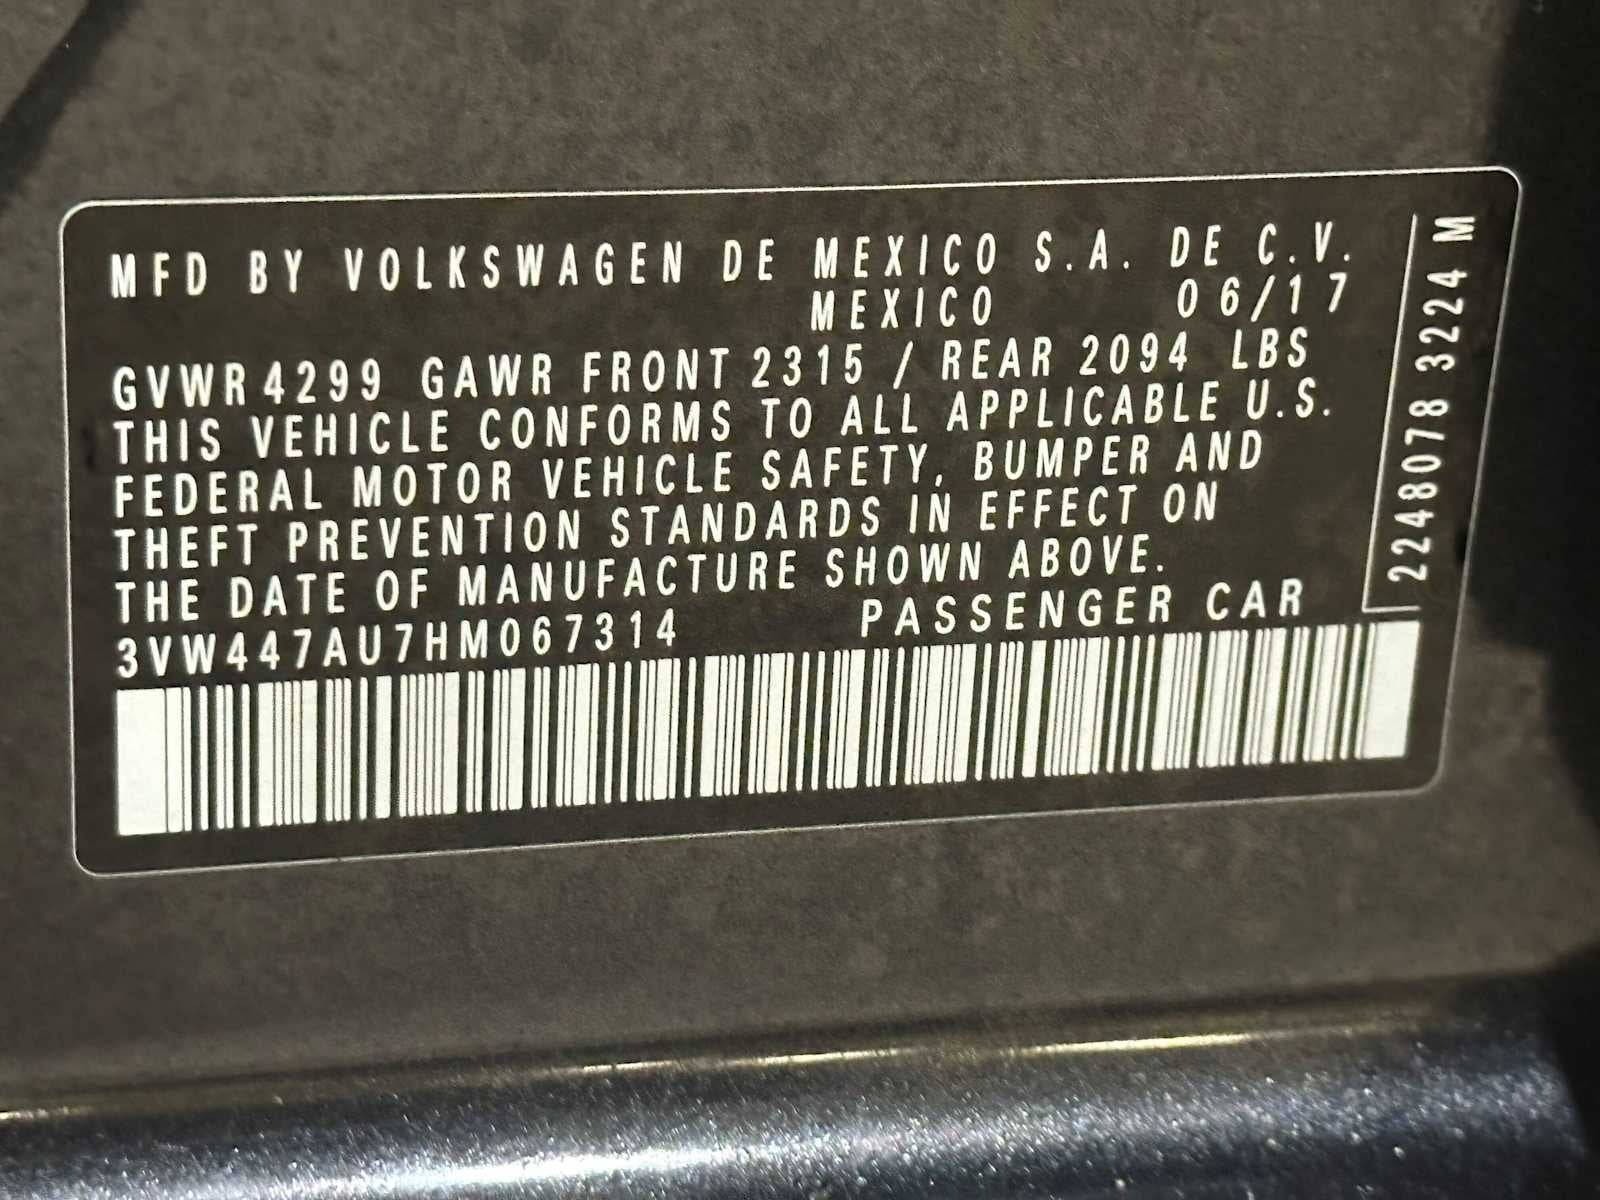 MFD BY VOLKSWAGEN DE MEXICO S.A. DE C.V.
MEXICO 06/17
GVWR 4299 GAWR FRONT 2315 / REAR 2094 LBS
THIS VEHICLE CONFORMS TO ALL APPLICABLE U.S.
FEDERAL MOTOR VEHICLE SAFETY, BUMPER AND
THEFT PREVENTION STANDARDS IN EFFECT ON
THE DATE OF MANUFACTURE SHOWN ABOVE.
3VW447AU7HM067314 PASSENGER CAR
2248078 3224 M